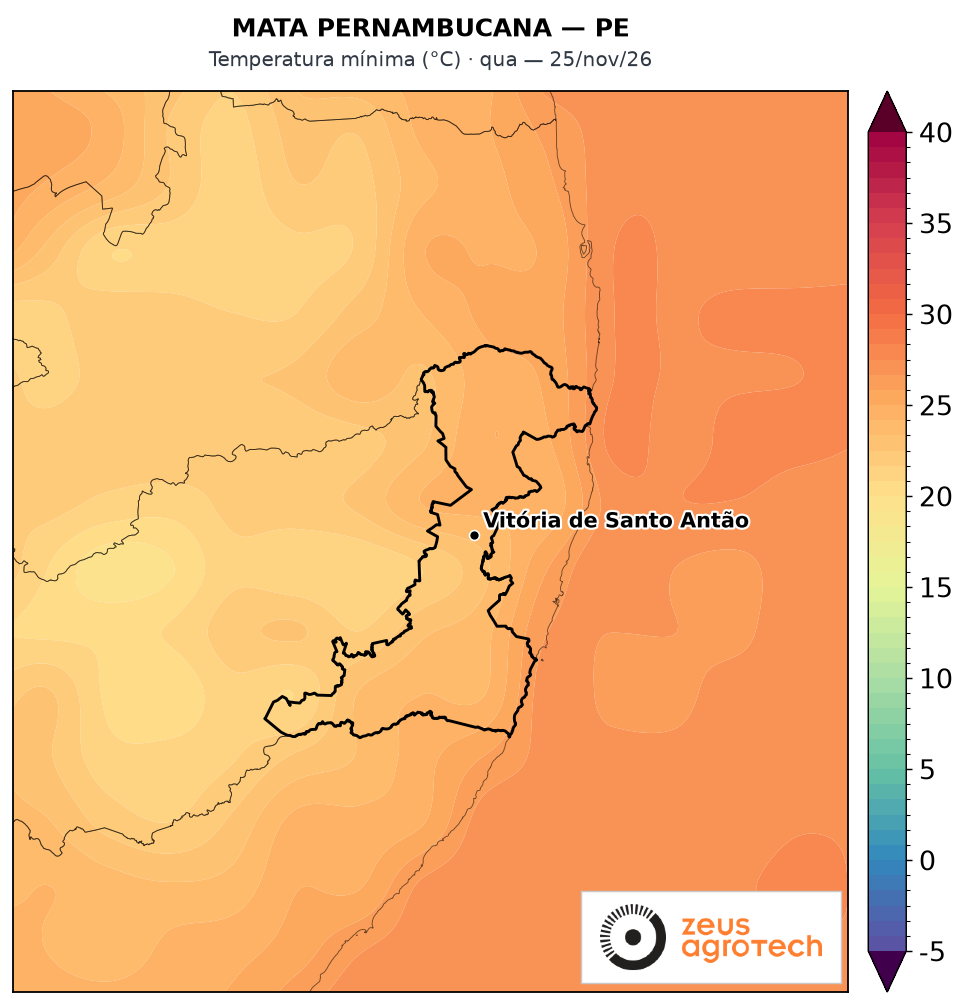 MATA PERNAMBUCANA — PE
Temperatura mínima (°C) · qua — 25/nov/26
40
35
30
25
20
15
10
5
0
-5
Vitória de Santo Antão
zeus
agrotech